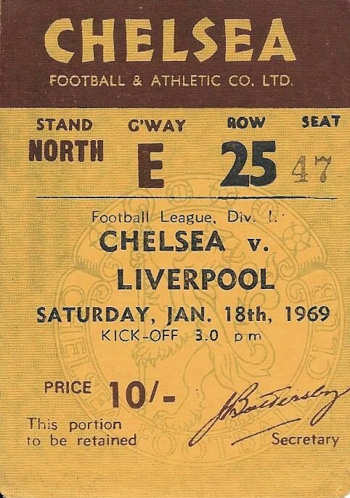 CHELSEA
FOOTBALL & ATHLETIC CO. LTD.
STAND G'WAY ROW SEAT
NORTH E 25 47
Football League, Div. I.
CHELSEA v.
LIVERPOOL
SATURDAY, JAN. 18th, 1969
KICK-OFF 3.0 pm
PRICE 10/-
This portion
to be retained
Secretary